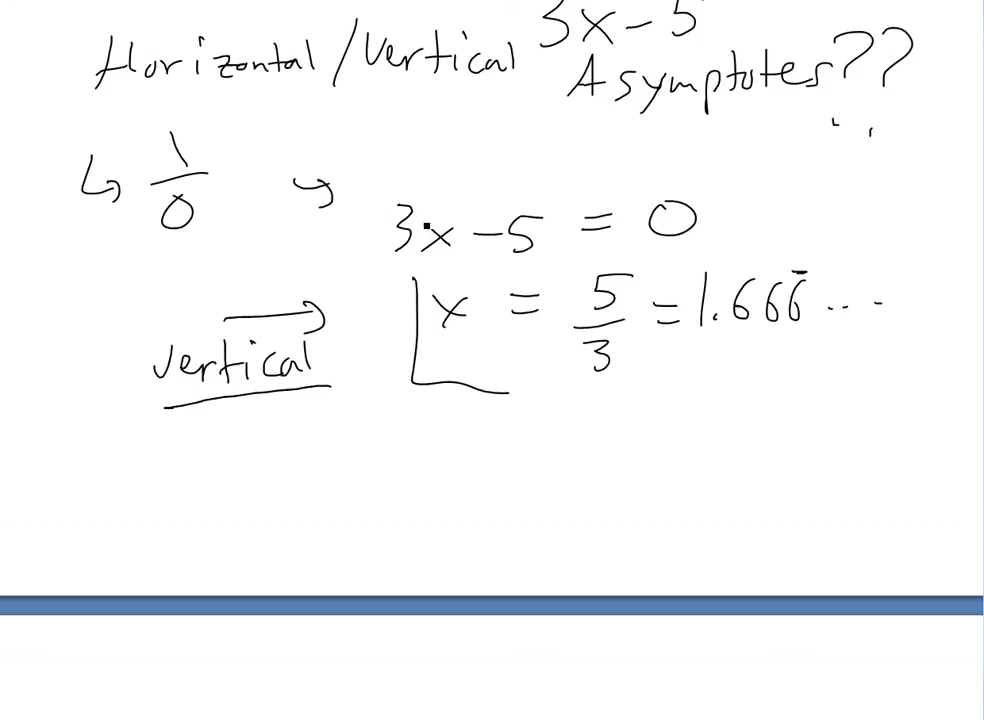 3x-5
Horizontal/Vertical Asymptotes??
↳ 1/0 ↪ 3x-5 = 0
vertical x = 5/3 = 1.666̄ ...